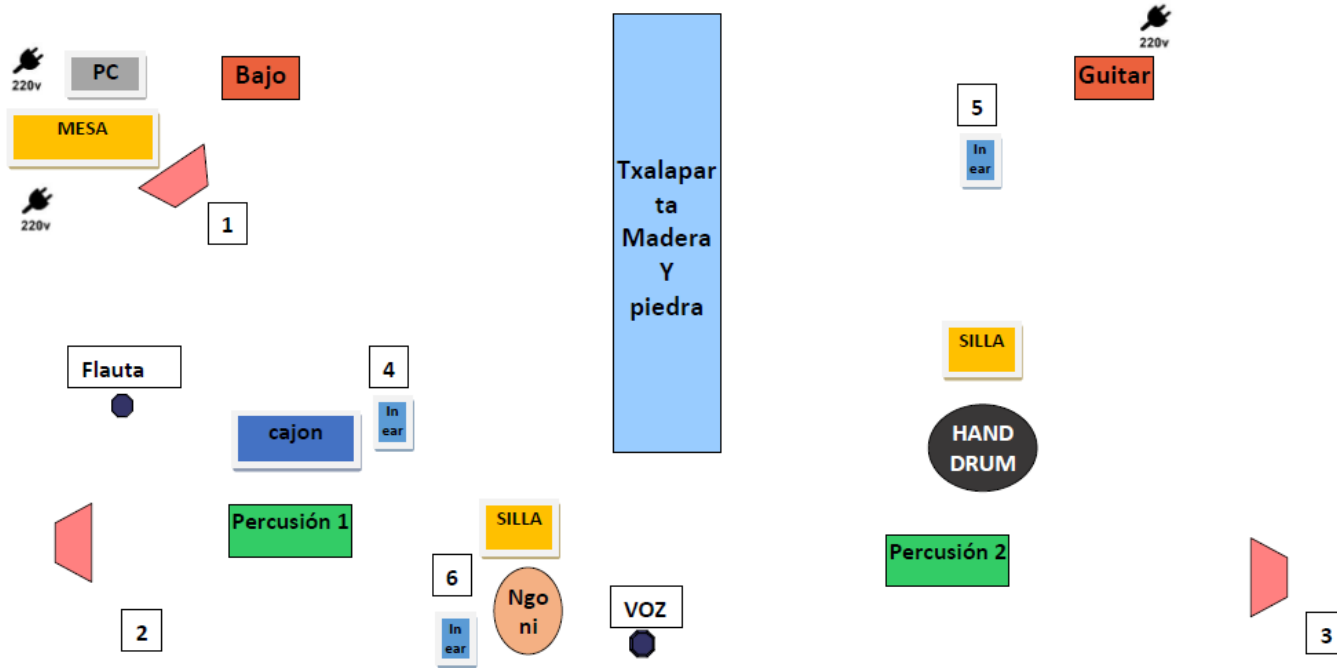 220v
PC
Bajo
MESA
220v
1
Txalapar
ta
Madera
Y
piedra
220v
Guitar
5
In
ear
Flauta
4
In
ear
cajon
SILLA
HAND
DRUM
Percusión 1
SILLA
Percusión 2
6
Ngo
ni
In
ear
VOZ
2
3